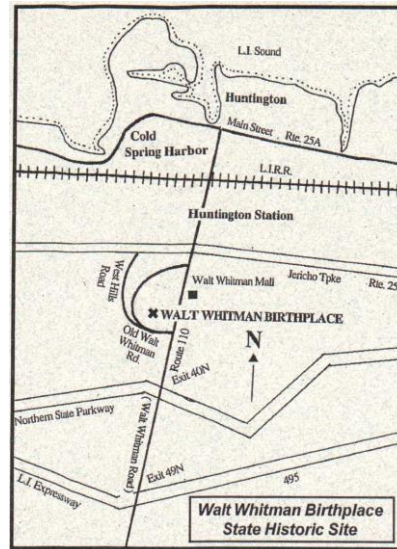 L.I. Sound
Huntington
Main Street Rte. 25A
Cold
Spring Harbor
L.I.R.R.
Huntington Station
West Hills
Road
Walt Whitman Mall
Jericho Tpke
Rte. 25
WALT WHITMAN BIRTHPLACE
Old Walt
Whitman
Rd.
Route 110
Exit 40N
N
Northern State Parkway
(Walt Whitman Road)
Exit 49N
L.I. Expressway
495
Walt Whitman Birthplace
State Historic Site